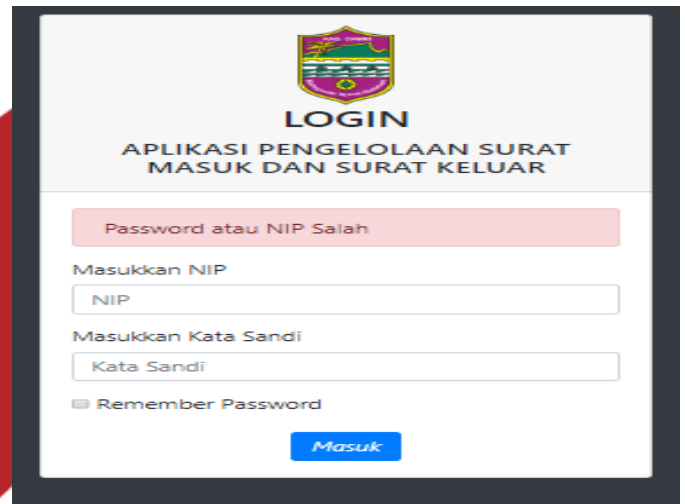 LOGIN
APLIKASI PENGELOLAAN SURAT
MASUK DAN SURAT KELUAR
Password atau NIP Salah
Masukkan NIP
NIP
Masukkan Kata Sandi
Kata Sandi
Remember Password
Masuk